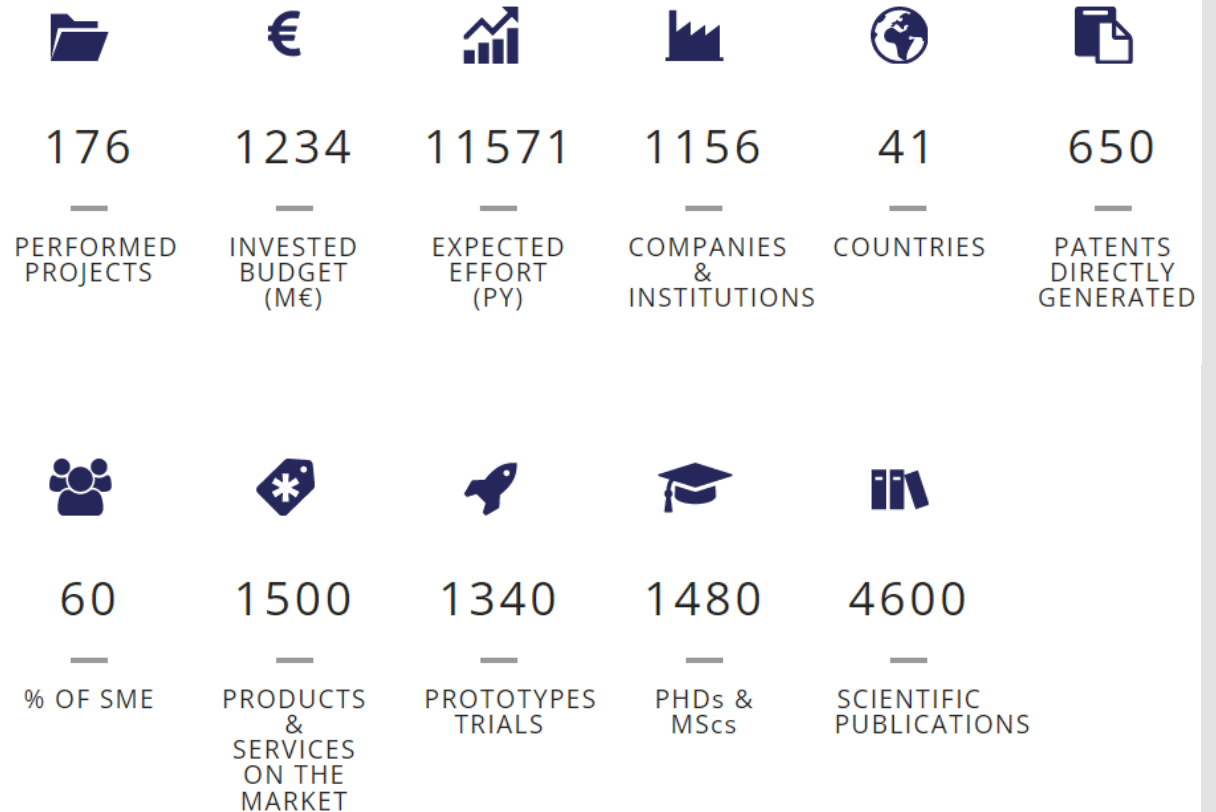 176
PERFORMED
PROJECTS
1234
INVESTED
BUDGET
(M€)
11571
EXPECTED
EFFORT
(PY)
1156
COMPANIES
&
INSTITUTIONS
41
COUNTRIES
650
PATENTS
DIRECTLY
GENERATED
60
% OF SME
1500
PRODUCTS
&
SERVICES
ON THE
MARKET
1340
PROTOTYPES
TRIALS
1480
PHDs &
MScs
4600
SCIENTIFIC
PUBLICATIONS